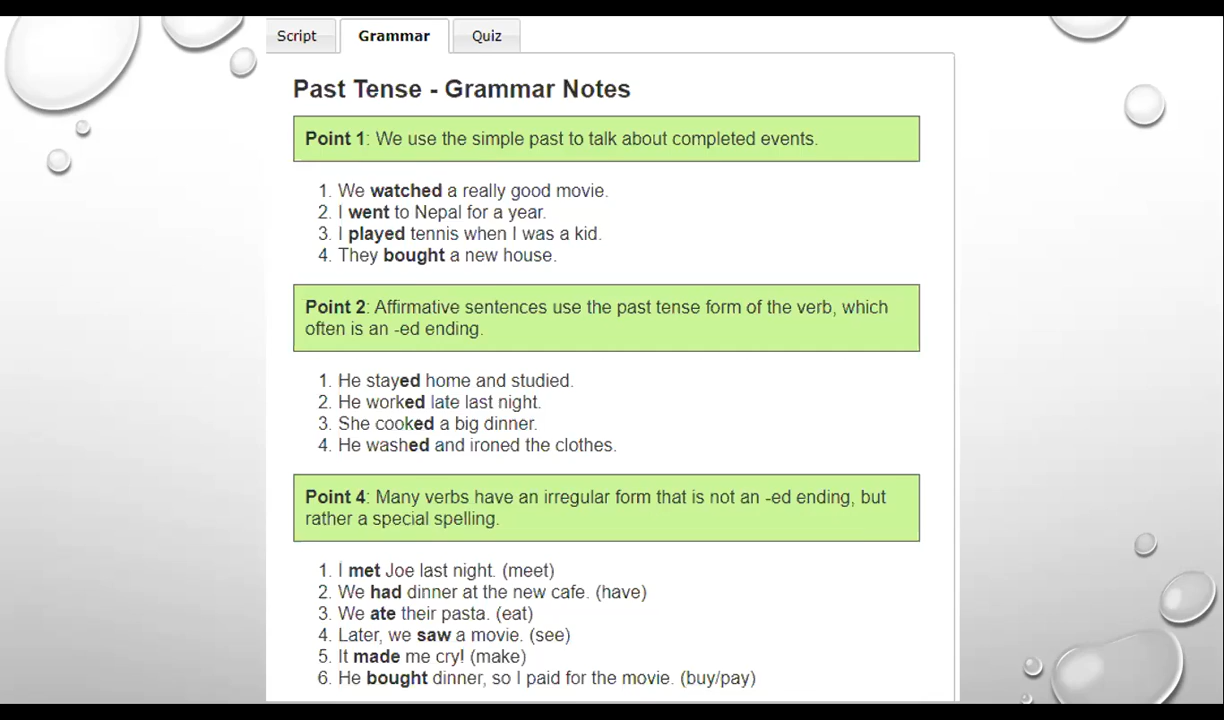 Script Grammar Quiz
Past Tense - Grammar Notes
Point 1: We use the simple past to talk about completed events.
1. We watched a really good movie.
2. I went to Nepal for a year.
3. I played tennis when I was a kid.
4. They bought a new house.
Point 2: Affirmative sentences use the past tense form of the verb, which
often is an -ed ending.
1. He stayed home and studied.
2. He worked late last night.
3. She cooked a big dinner.
4. He washed and ironed the clothes.
Point 4: Many verbs have an irregular form that is not an -ed ending, but
rather a special spelling.
1. I met Joe last night. (meet)
2. We had dinner at the new cafe. (have)
3. We ate their pasta. (eat)
4. Later, we saw a movie. (see)
5. It made me cry! (make)
6. He bought dinner, so I paid for the movie. (buy/pay)